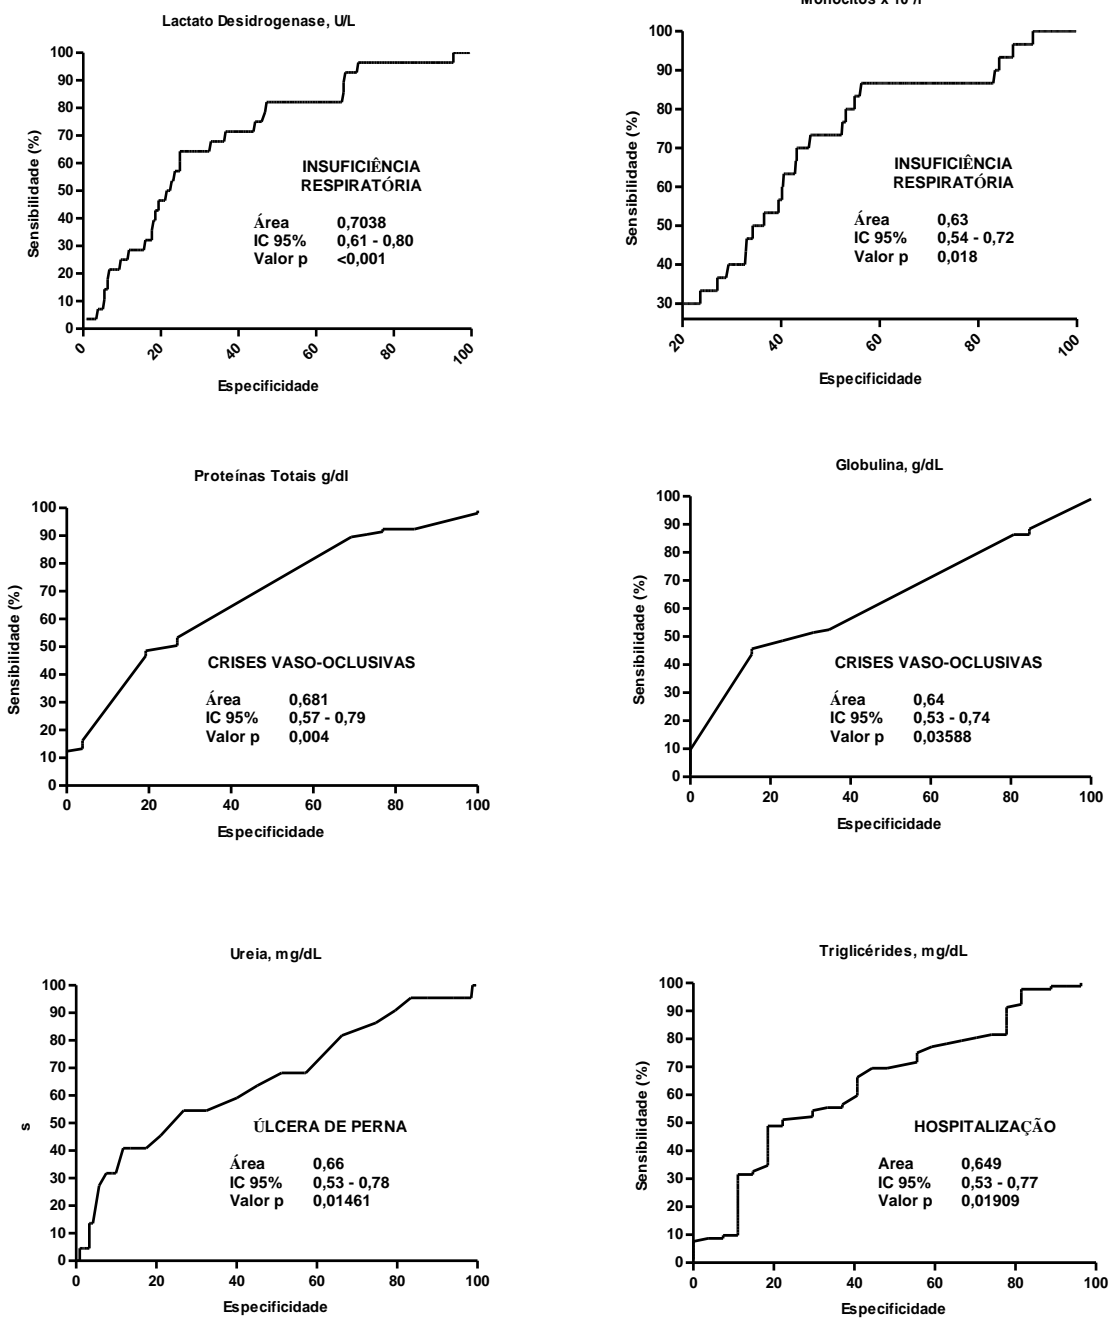 Lactato Desidrogenase, U/L
100
90
80
70
60
50
40
30
20
10
0
Sensibilidade (%)
INSUFICIÊNCIA
RESPIRATÓRIA
Área 0,7038
IC 95% 0,61 - 0,80
Valor p <0,001
0 20 40 60 80 100
Especificidade
100
90
80
70
60
50
40
30
Sensibilidade (%)
INSUFICIÊNCIA
RESPIRATÓRIA
Área 0,63
IC 95% 0,54 - 0,72
Valor p 0,018
20 40 60 80 100
Especificidade
Proteínas Totais g/dl
100
90
80
70
60
50
40
30
20
10
0
Sensibilidade (%)
CRISES VASO-OCLUSIVAS
Área 0,681
IC 95% 0,57 - 0,79
Valor p 0,004
0 20 40 60 80 100
Especificidade
Globulina, g/dL
100
90
80
70
60
50
40
30
20
10
0
Sensibilidade (%)
CRISES VASO-OCLUSIVAS
Área 0,64
IC 95% 0,53 - 0,74
Valor p 0,03588
0 20 40 60 80 100
Especificidade
Ureia, mg/dL
100
90
80
70
60
50
40
30
20
10
0
s
ÚLCERA DE PERNA
Área 0,66
IC 95% 0,53 - 0,78
Valor p 0,01461
0 20 40 60 80 100
Especificidade
Triglicérides, mg/dL
100
90
80
70
60
50
40
30
20
10
0
Sensibilidade (%)
HOSPITALIZAÇÃO
Area 0,649
IC 95% 0,53 - 0,77
Valor p 0,01909
0 20 40 60 80 100
Especificidade